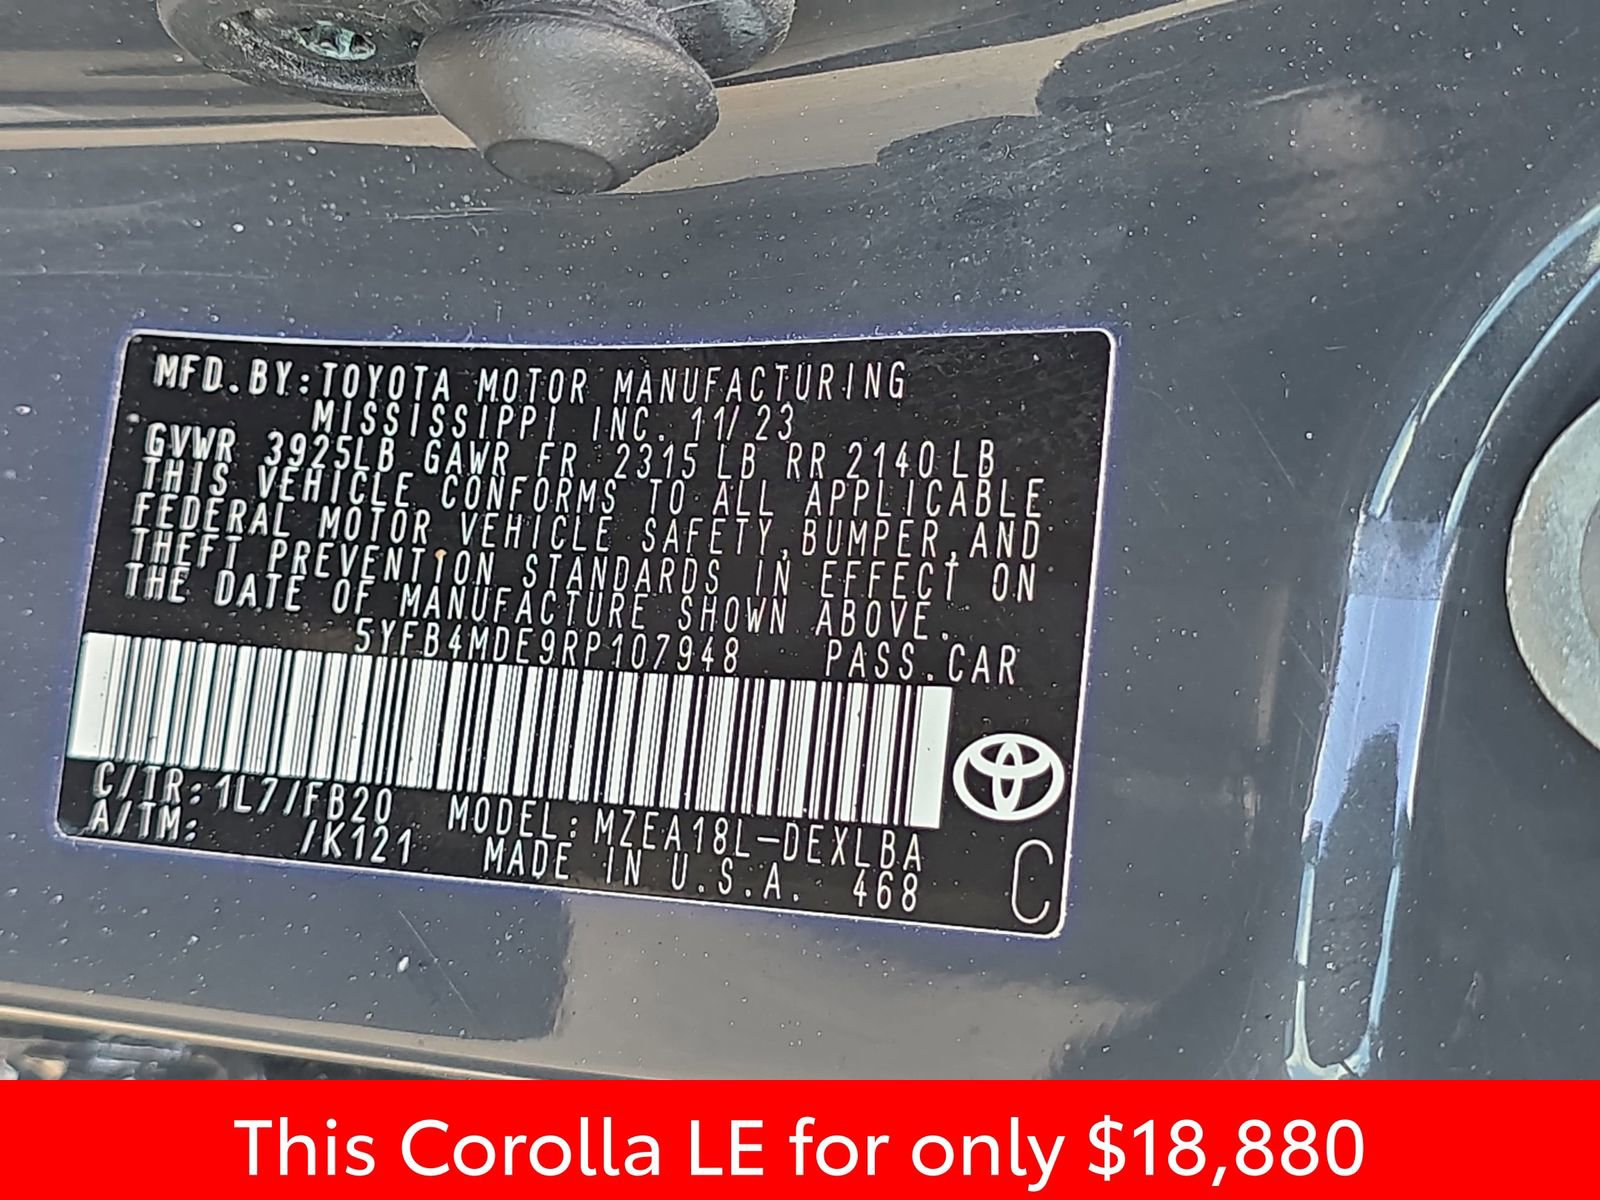 MFD.BY:TOYOTA MOTOR MANUFACTURING
MISSISSIPPI INC. 11/23
GVWR 3925LB GAWR FR 2315 LB RR 2140 LB
THIS VEHICLE CONFORMS TO ALL APPLICABLE
FEDERAL MOTOR VEHICLE SAFETY,BUMPER,AND
THEFT PREVENTION STANDARDS IN EFFECT ON
THE DATE OF MANUFACTURE SHOWN ABOVE.
5YFB4MDE9RP107948 PASS.CAR
C/TR:1L7/FB20 MODEL:MZEA18L-DEXLBA
A/TM: /K121 MADE IN U.S.A. 468
C
This Corolla LE for only $18,880